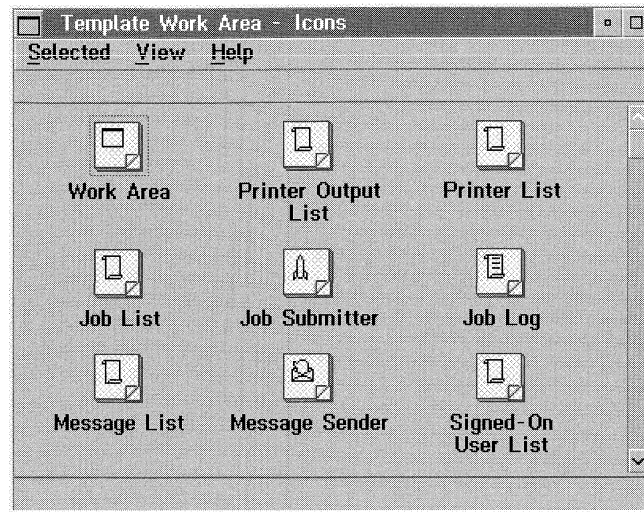 Template Work Area - Icons
Selected View Help
Work Area
Printer Output
List
Printer List
Job List
Job Submitter
Job Log
Message List
Message Sender
Signed-On
User List